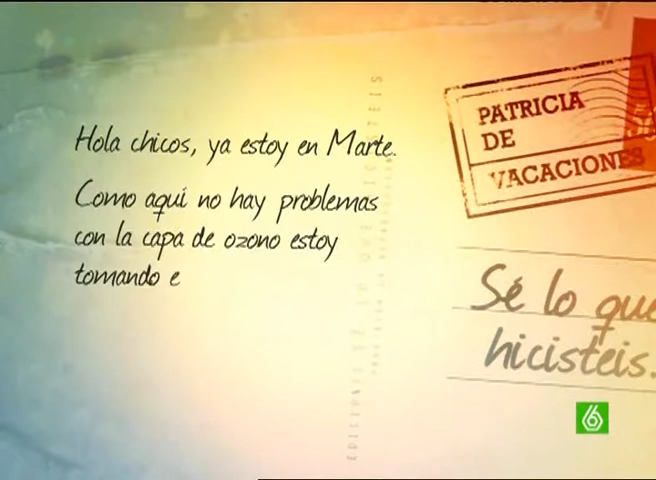 Hola chicos, ya estoy en Marte.
Como aquí no hay problemas
con la capa de ozono estoy
tomando e
PATRICIA
DE
VACACIONES
Sé lo que
hicisteis.
6